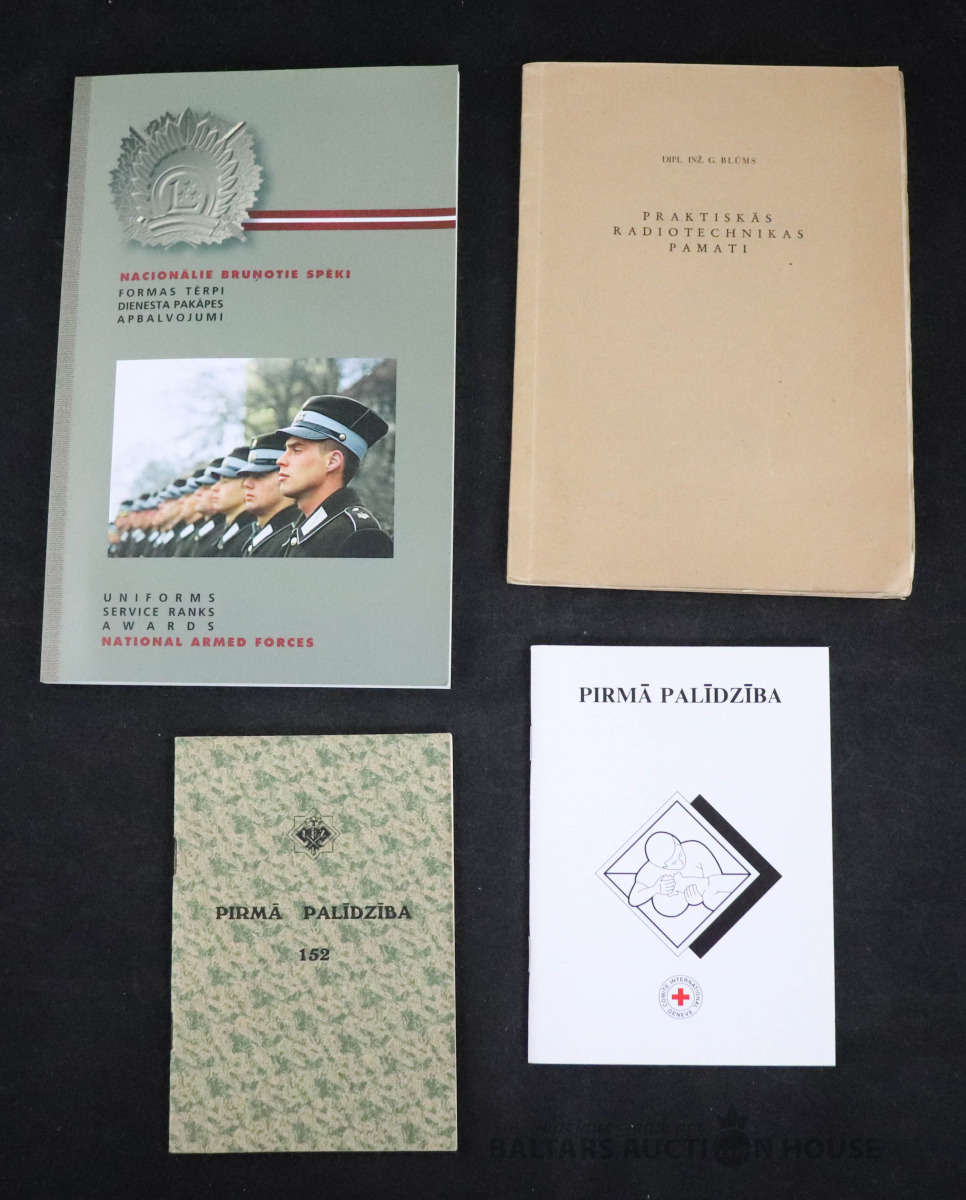 NACIONĀLIE BRUŅOTIE SPĒKI
FORMAS TĒRPI
DIENESTA PAKĀPES
APBALVOJUMI
UNIFORMS
SERVICE RANKS
AWARDS
NATIONAL ARMED FORCES
DIPL. INŽ. G. BLŪMS
PRAKTISKĀS
RADIOTECHNIKAS
PAMATI
PIRMĀ PALĪDZĪBA
152
PIRMĀ PALĪDZĪBA
COMITE INTERNATIONAL
GENEVE
BALTARS AUCTION HOUSE